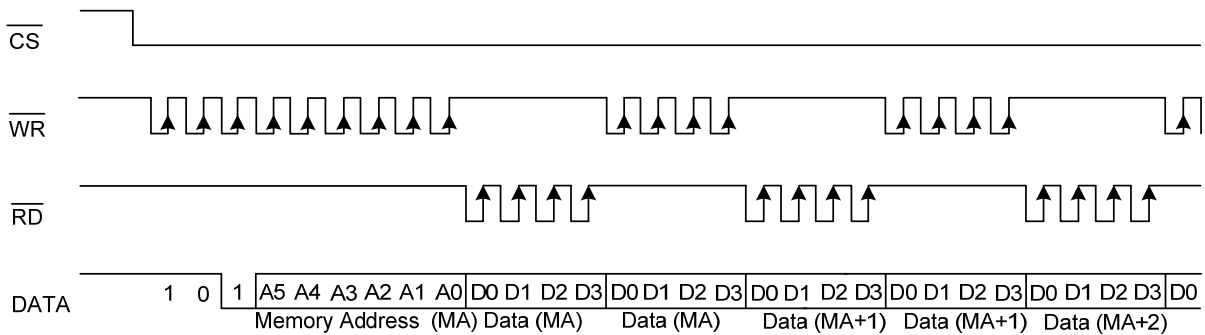 CS
WR
RD
DATA 1 0 1 A5 A4 A3 A2 A1 A0 D0 D1 D2 D3 D0 D1 D2 D3 D0 D1 D2 D3 D0 D1 D2 D3 D0 D1 D2 D3 D0
Memory Address (MA) Data (MA) Data (MA) Data (MA+1) Data (MA+1) Data (MA+2)